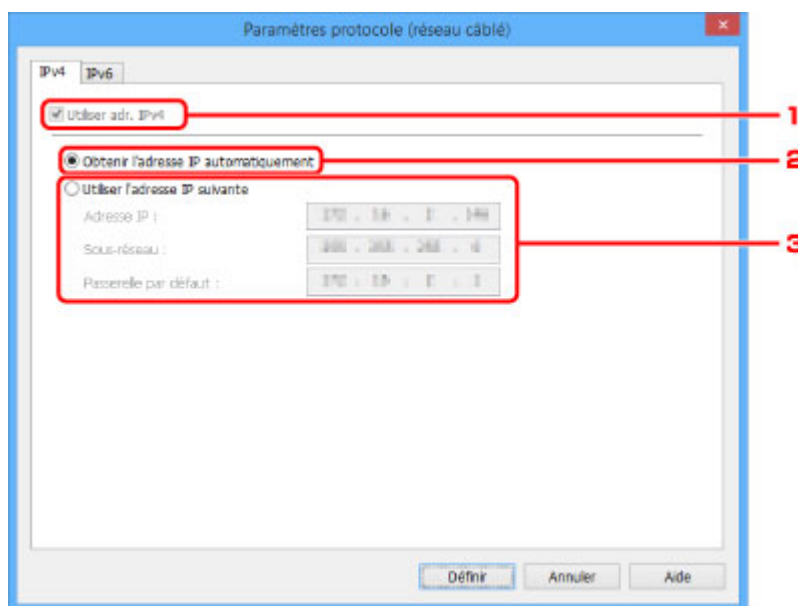 Paramètres protocole (réseau câblé)
IPv4 IPv6
Utiliser adr. IPv4 1
Obtenir l'adresse IP automatiquement 2
Utiliser l'adresse IP suivante
Adresse IP : 3
Sous-réseau :
Passerelle par défaut :
Définir Annuler Aide